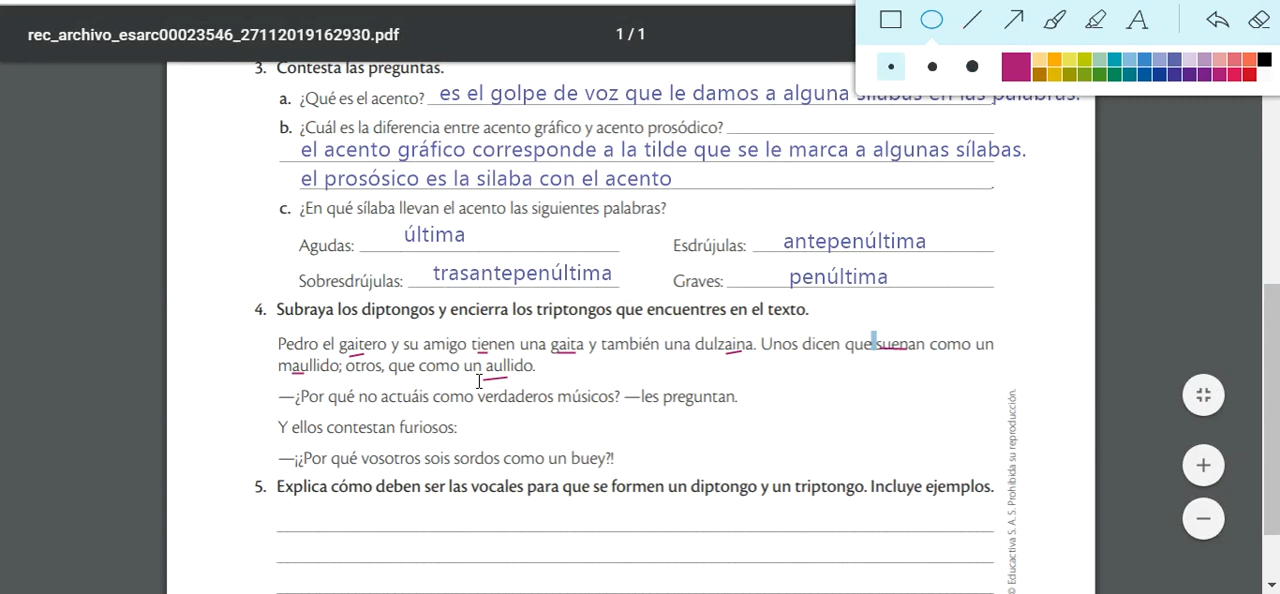 rec_archivo_esarc00023546_27112019162930.pdf
1 / 1
A
3. Contesta las preguntas.
a. ¿Qué es el acento? es el golpe de voz que le damos a alguna silabas en las palabras.
b. ¿Cuál es la diferencia entre acento gráfico y acento prosódico?
el acento gráfico corresponde a la tilde que se le marca a algunas sílabas.
el prosósico es la silaba con el acento
c. ¿En qué sílaba llevan el acento las siguientes palabras?
Agudas: última Esdrújulas: antepenúltima
Sobresdrújulas: trasantepenúltima Graves: penúltima
4. Subraya los diptongos y encierra los triptongos que encuentres en el texto.
Pedro el gaitero y su amigo tienen una gaita y también una dulzaina. Unos dicen que suenan como un
maullido; otros, que como un aullido.
—¿Por qué no actuáis como verdaderos músicos? —les preguntan.
Y ellos contestan furiosos:
—¡¿Por qué vosotros sois sordos como un buey?!
5. Explica cómo deben ser las vocales para que se formen un diptongo y un triptongo. Incluye ejemplos.
© Educactiva S. A. S. Prohibida su reproducción.